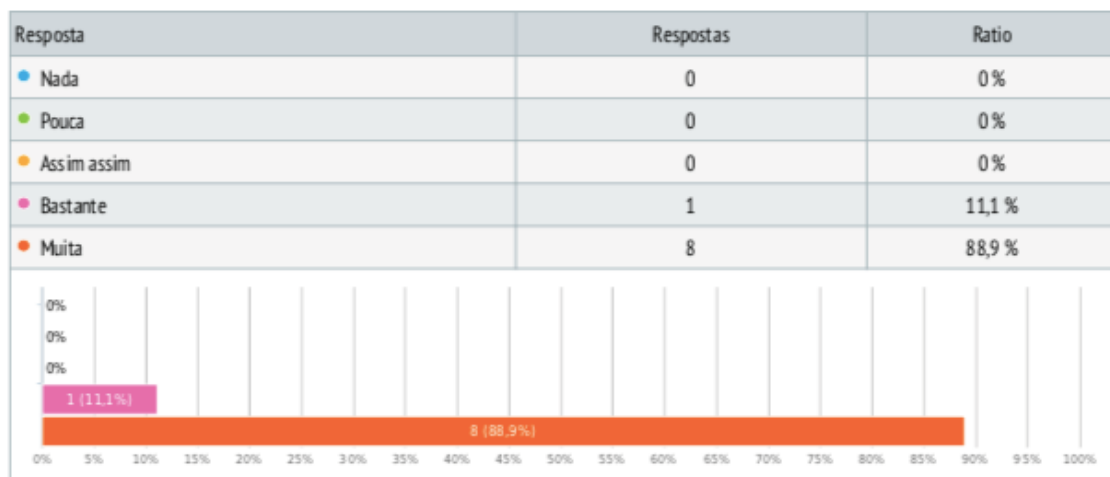 Resposta Respostas Ratio
Nada 0 0 %
Pouca 0 0 %
Assim assim 0 0 %
Bastante 1 11,1 %
Muita 8 88,9 %
0%
0%
0%
1 (11,1%)
8 (88,9%)
0% 5% 10% 15% 20% 25% 30% 35% 40% 45% 50% 55% 60% 65% 70% 75% 80% 85% 90% 95% 100%